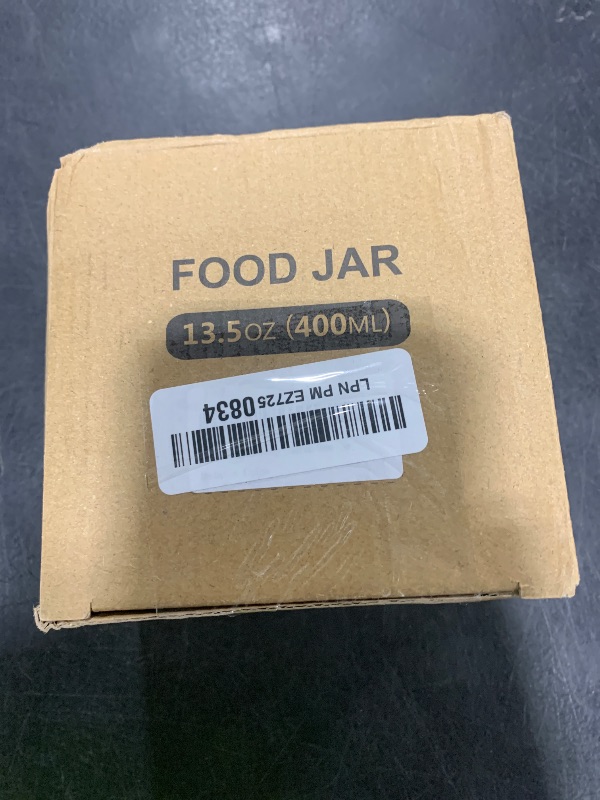 FOOD JAR
13.5OZ (400ML)
LPN PM EZ725 0834